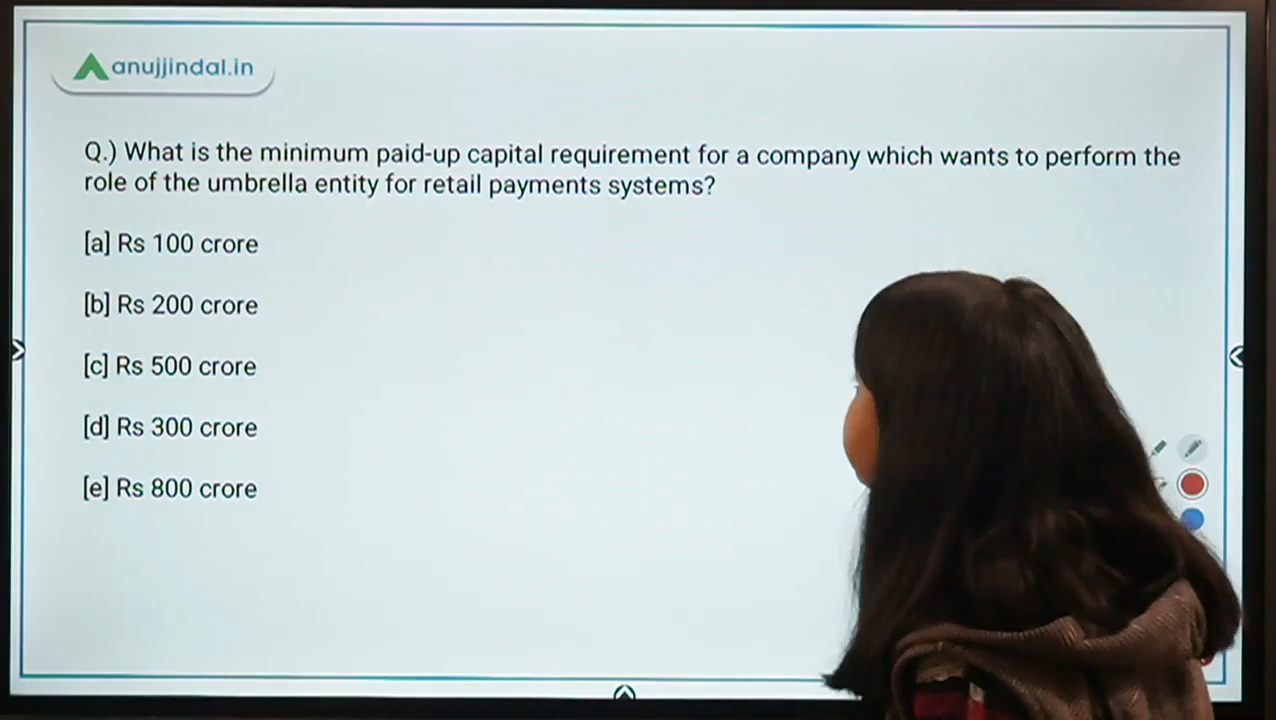 anujjindal.in
Q.) What is the minimum paid-up capital requirement for a company which wants to perform the
role of the umbrella entity for retail payments systems?
[a] Rs 100 crore
[b] Rs 200 crore
[c] Rs 500 crore
[d] Rs 300 crore
[e] Rs 800 crore